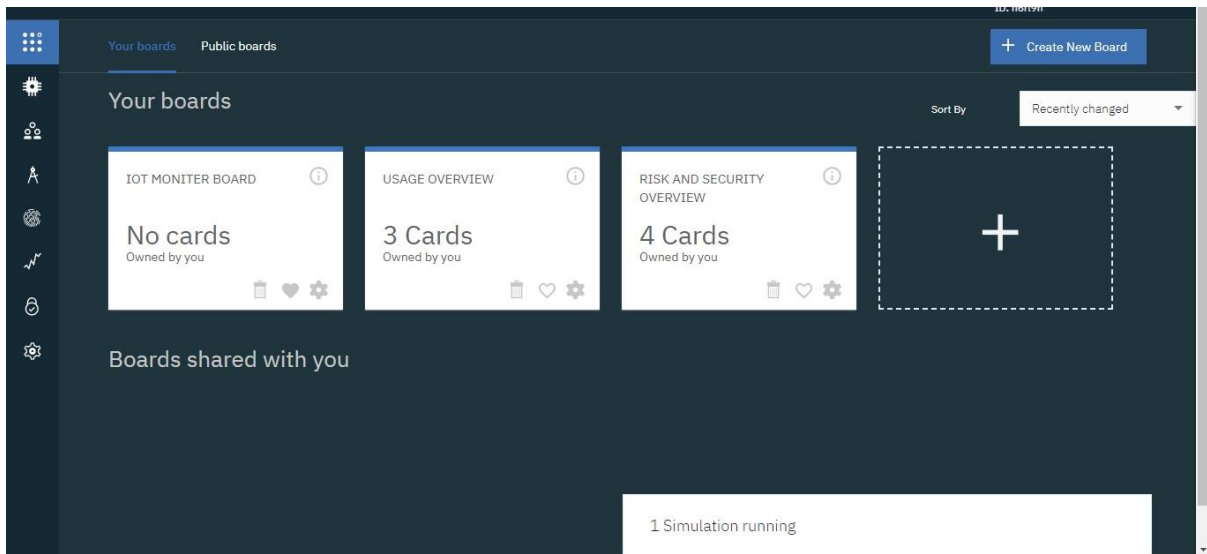 Your boards Public boards
+ Create New Board
Your boards
Sort By Recently changed
IOT MONITER BOARD
No cards
Owned by you
USAGE OVERVIEW
3 Cards
Owned by you
RISK AND SECURITY
OVERVIEW
4 Cards
Owned by you
Boards shared with you
1 Simulation running